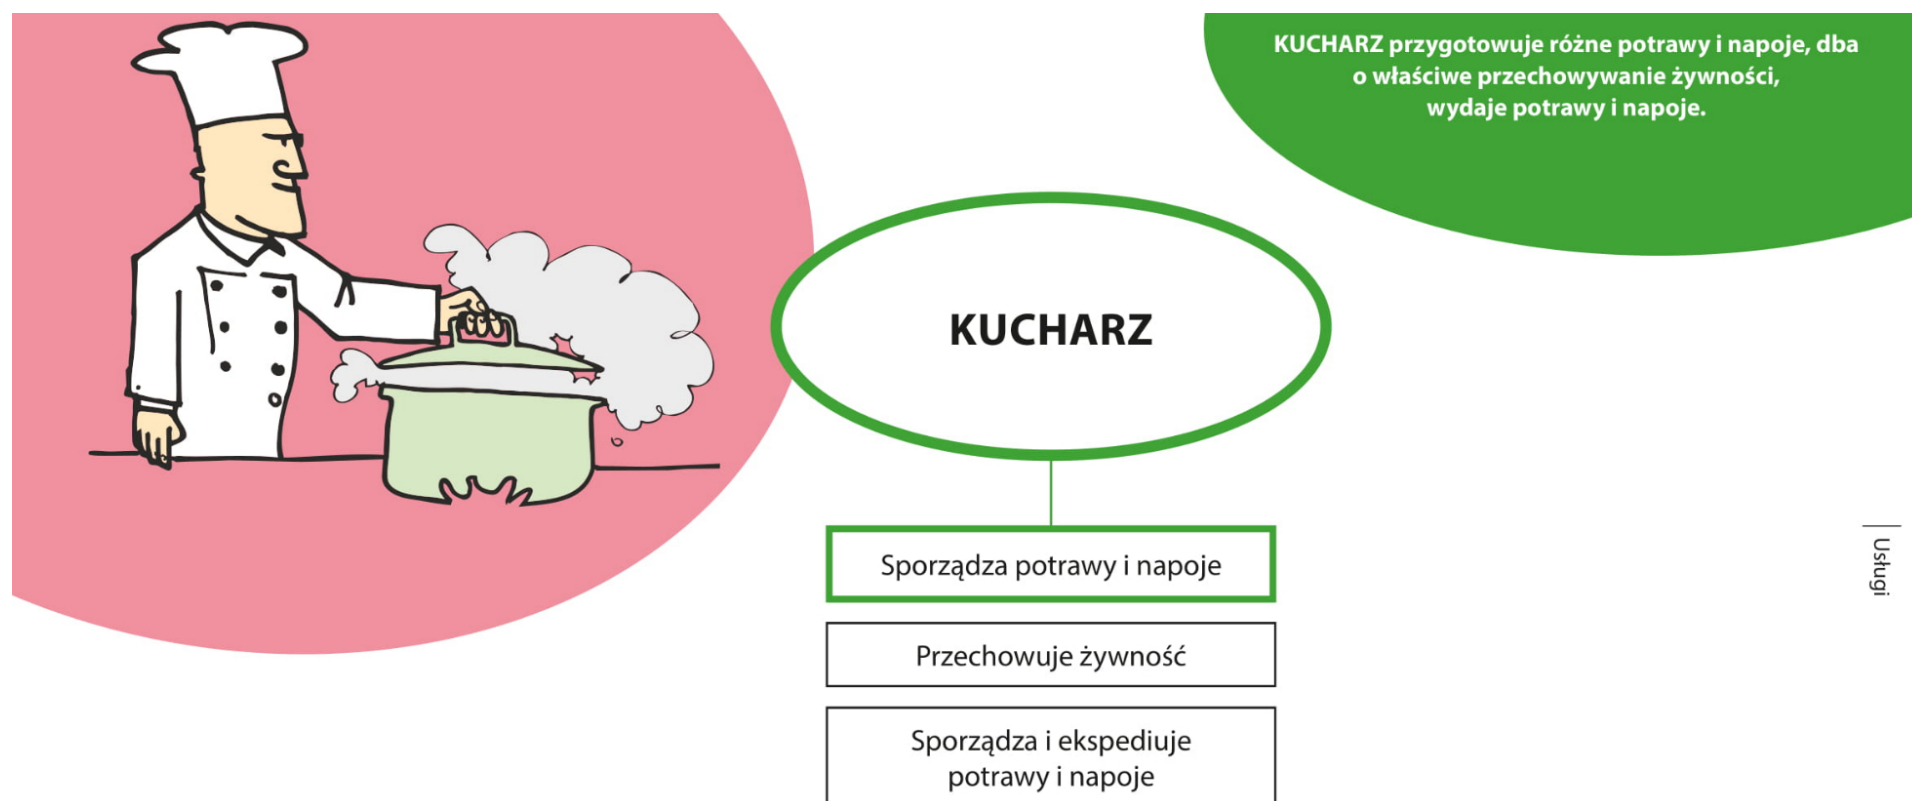 KUCHARZ przygotowuje różne potrawy i napoje, dba
o właściwe przechowywanie żywności,
wydaje potrawy i napoje.
KUCHARZ
Sporządza potrawy i napoje
Przechowuje żywność
Sporządza i ekspediuje
potrawy i napoje
Usługi